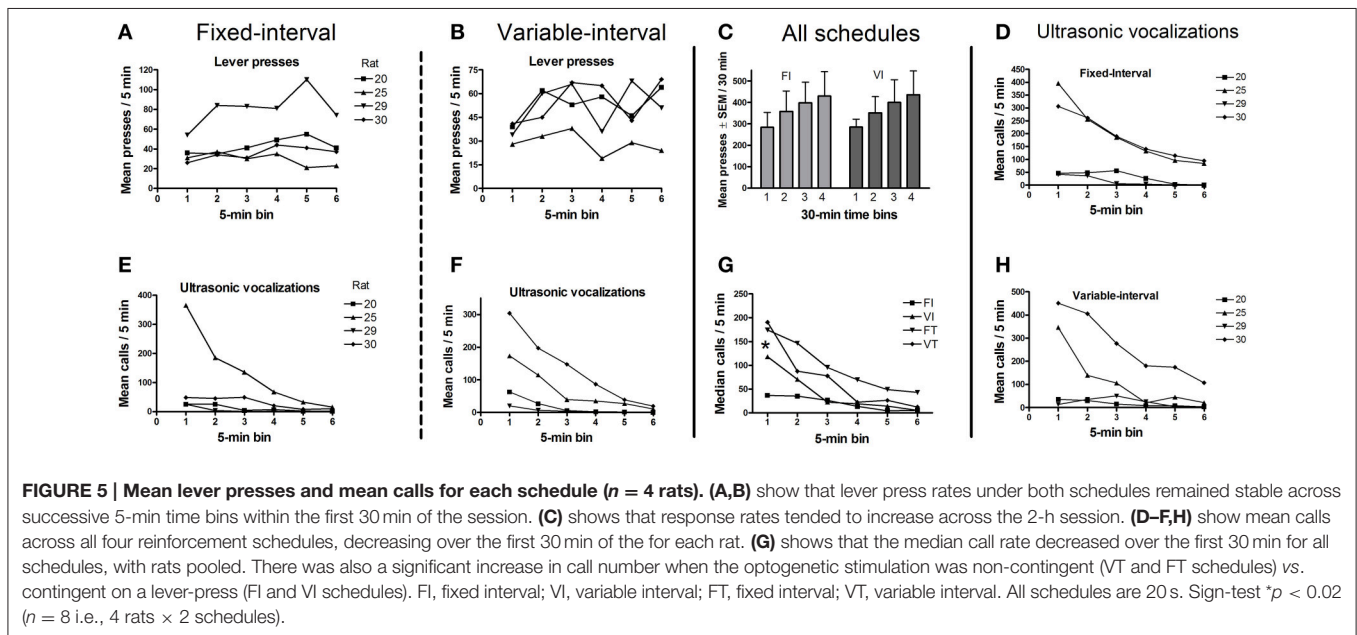 Fixed-interval
Variable-interval
All schedules
Ultrasonic vocalizations
A
Lever presses
Rat
20
25
29
30
Mean presses / 5 min
120
100
80
60
40
20
0
0 1 2 3 4 5 6
5-min bin
B
Lever presses
Mean presses / 5 min
75
60
45
30
15
0
0 1 2 3 4 5 6
5-min bin
C
FI
VI
Mean presses ± SEM / 30 min
500
400
300
200
100
0
1 2 3 4 1 2 3 4
30-min time bins
D
Fixed-Interval
20
25
29
30
Mean calls / 5 min
450
400
350
300
250
200
150
100
50
0
0 1 2 3 4 5 6
5-min bin
E
Ultrasonic vocalizations
Rat
20
25
29
30
Mean calls / 5 min
400
300
200
100
0
0 1 2 3 4 5 6
5-min bin
F
Ultrasonic vocalizations
Mean calls / 5 min
300
200
100
0
0 1 2 3 4 5 6
5-min bin
G
FI
VI
FT
VT
Median calls / 5 min
250
200
150
100
50
0
*
0 1 2 3 4 5 6
5-min bin
H
Variable-interval
20
25
29
30
Mean calls / 5 min
500
400
300
200
100
0
0 1 2 3 4 5 6
5-min bin
FIGURE 5 | Mean lever presses and mean calls for each schedule (n = 4 rats). (A,B) show that lever press rates under both schedules remained stable across
successive 5-min time bins within the first 30 min of the session. (C) shows that response rates tended to increase across the 2-h session. (D–F,H) show mean calls
across all four reinforcement schedules, decreasing over the first 30 min of the for each rat. (G) shows that the median call rate decreased over the first 30 min for all
schedules, with rats pooled. There was also a significant increase in call number when the optogenetic stimulation was non-contingent (VT and FT schedules) vs.
contingent on a lever-press (FI and VI schedules). FI, fixed interval; VI, variable interval; FT, fixed interval; VT, variable interval. All schedules are 20 s. Sign-test *p < 0.02
(n = 8 i.e., 4 rats × 2 schedules).